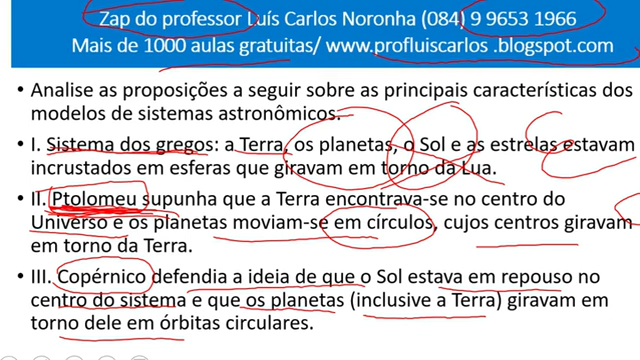 Zap do professor Luís Carlos Noronha (084) 9 9653 1966
Mais de 1000 aulas gratuitas/ www.profluiscarlos .blogspot.com
• Analise as proposições a seguir sobre as principais características dos
modelos de sistemas astronômicos.
• I. Sistema dos gregos: a Terra, os planetas, o Sol e as estrelas estavam
incrustados em esferas que giravam em torno da Lua.
• II. Ptolomeu supunha que a Terra encontrava-se no centro do
Universo e os planetas moviam-se em círculos, cujos centros giravam
em torno da Terra.
• III. Copérnico defendia a ideia de que o Sol estava em repouso no
centro do sistema e que os planetas (inclusive a Terra) giravam em
torno dele em órbitas circulares.